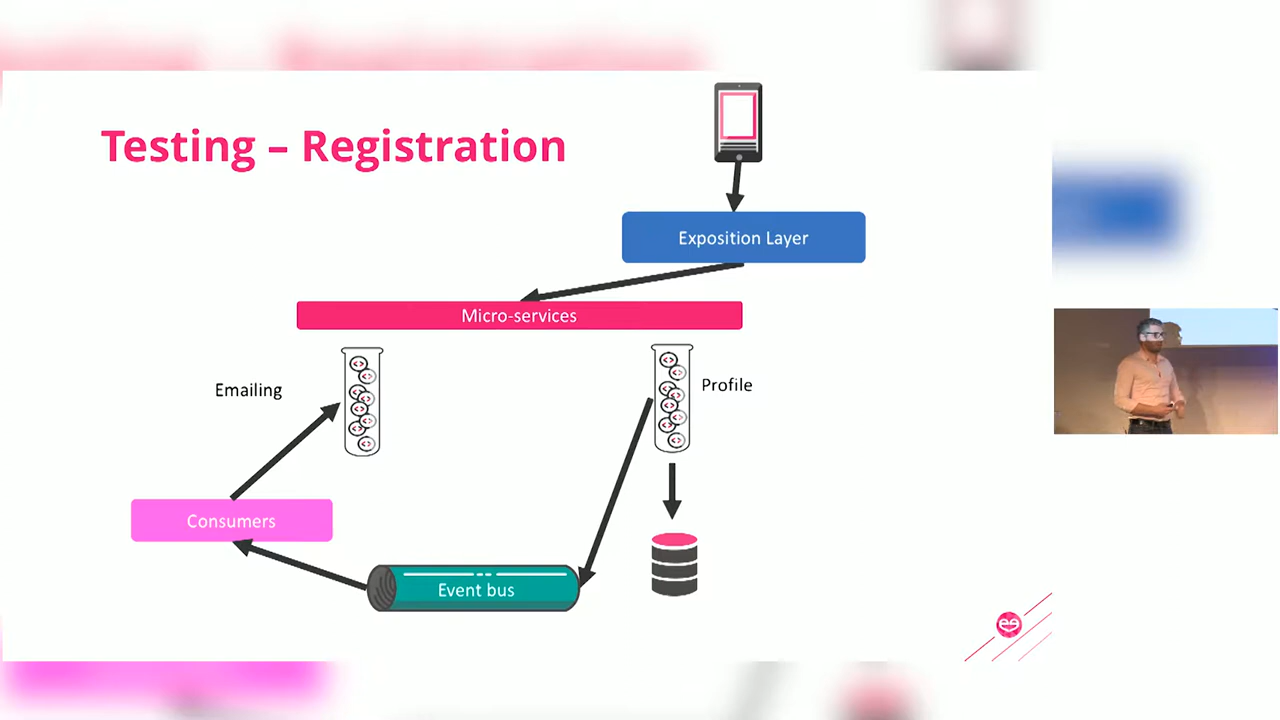 Testing – Registration
Exposition Layer
Micro-services
Emailing
Profile
Consumers
Event bus